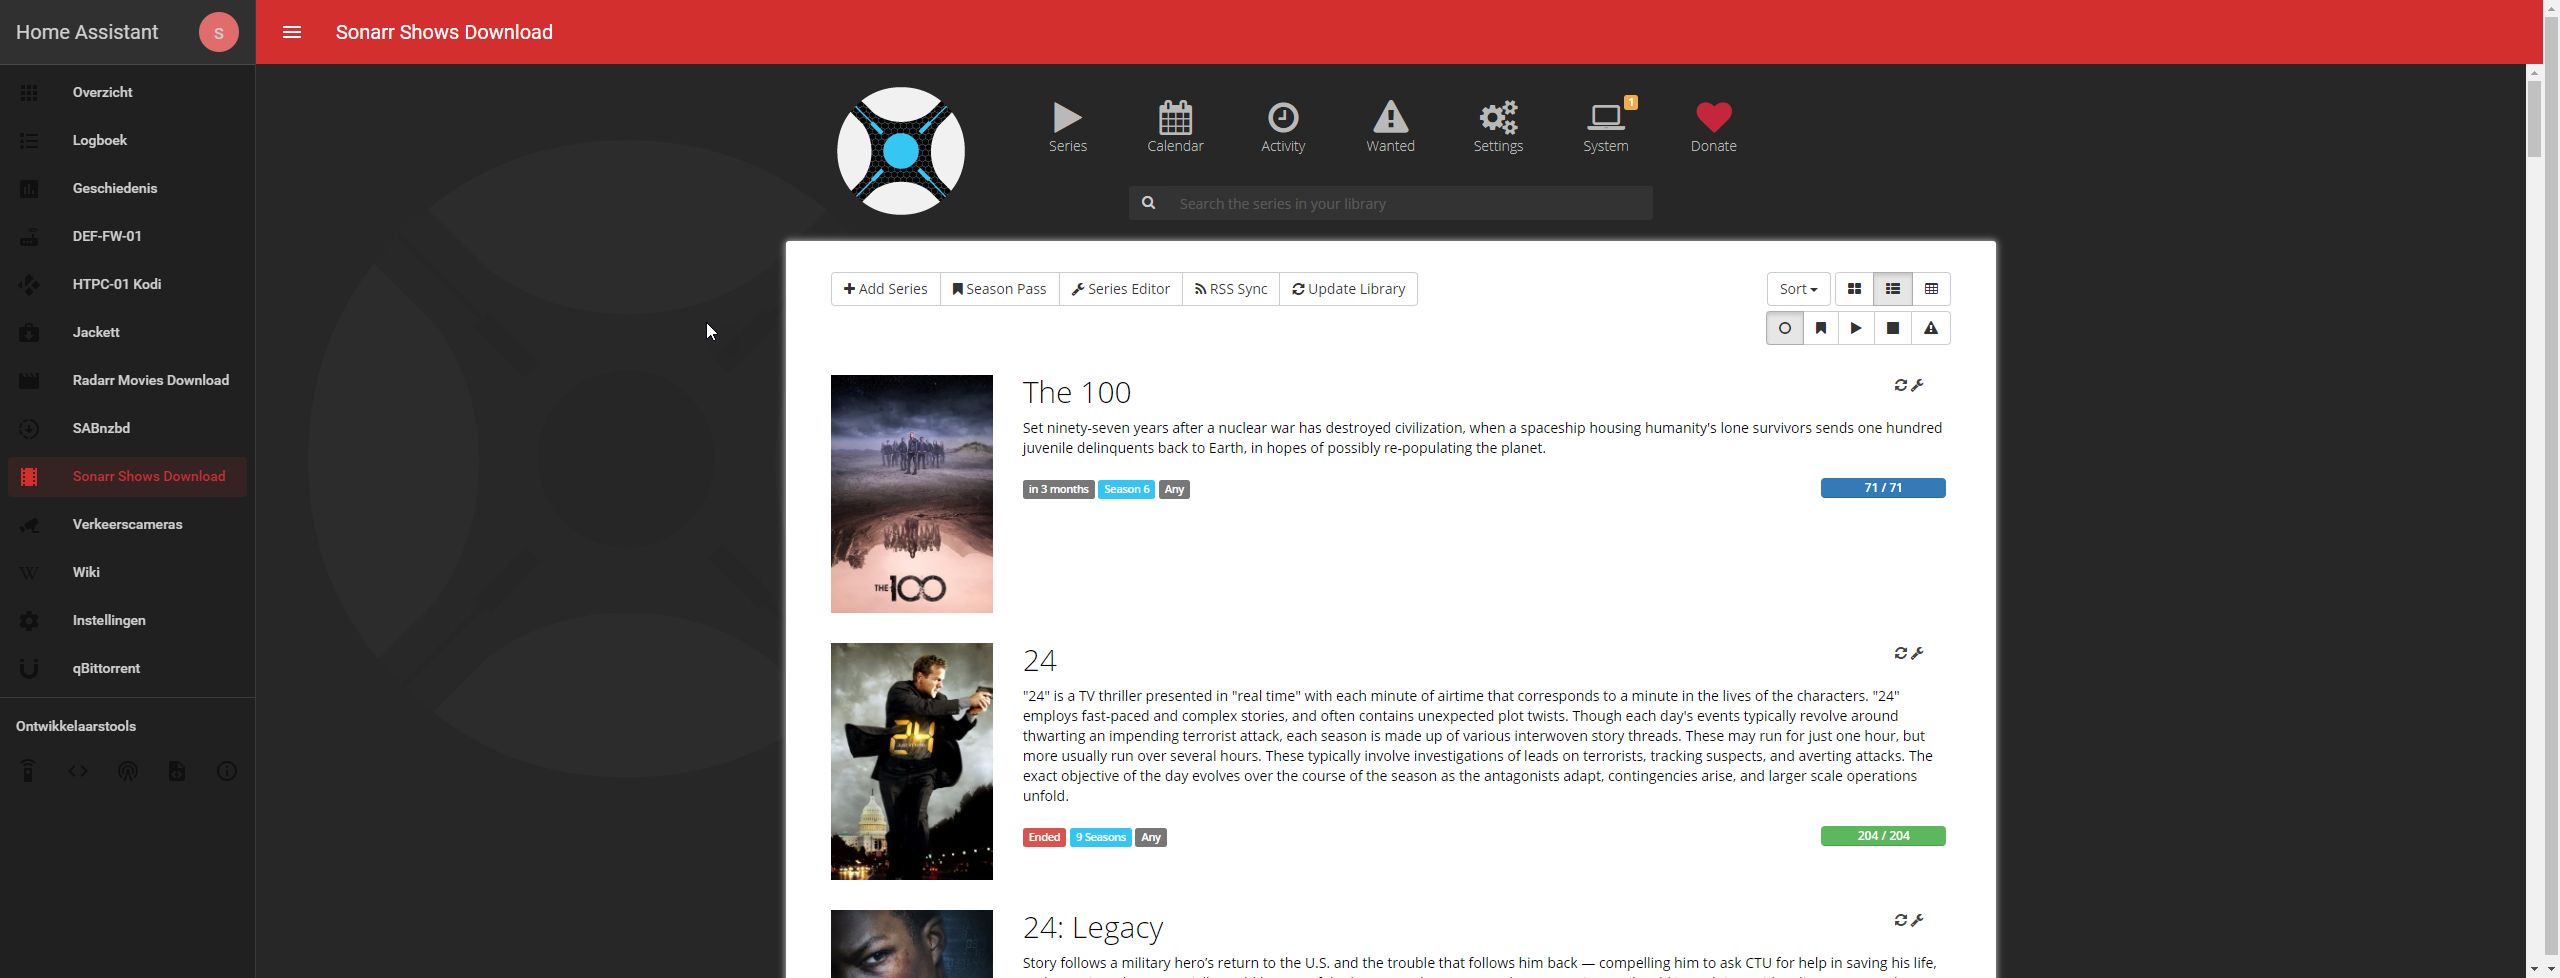 Home Assistant
S
Sonarr Shows Download
Overzicht
Logboek
Geschiedenis
DEF-FW-01
HTPC-01 Kodi
Jackett
Radarr Movies Download
SABnzbd
Sonarr Shows Download
Verkeerscameras
W Wiki
Instellingen
qBittorrent
Ontwikkelaarstools
Series
Calendar
Activity
Wanted
Settings
1
System
Donate
Search the series in your library
Add Series
Season Pass
Series Editor
RSS Sync
Update Library
Sort
THE 100
The 100
Set ninety-seven years after a nuclear war has destroyed civilization, when a spaceship housing humanity's lone survivors sends one hundred
juvenile delinquents back to Earth, in hopes of possibly re-populating the planet.
in 3 months Season 6 Any
71 / 71
24
24
"24" is a TV thriller presented in "real time" with each minute of airtime that corresponds to a minute in the lives of the characters. "24"
employs fast-paced and complex stories, and often contains unexpected plot twists. Though each day's events typically revolve around
thwarting an impending terrorist attack, each season is made up of various interwoven story threads. These may run for just one hour, but
more usually run over several hours. These typically involve investigations of leads on terrorists, tracking suspects, and averting attacks. The
exact objective of the day evolves over the course of the season as the antagonists adapt, contingencies arise, and larger scale operations
unfold.
Ended 9 Seasons Any
204 / 204
24: Legacy
Story follows a military hero's return to the U.S. and the trouble that follows him back — compelling him to ask CTU for help in saving his life,